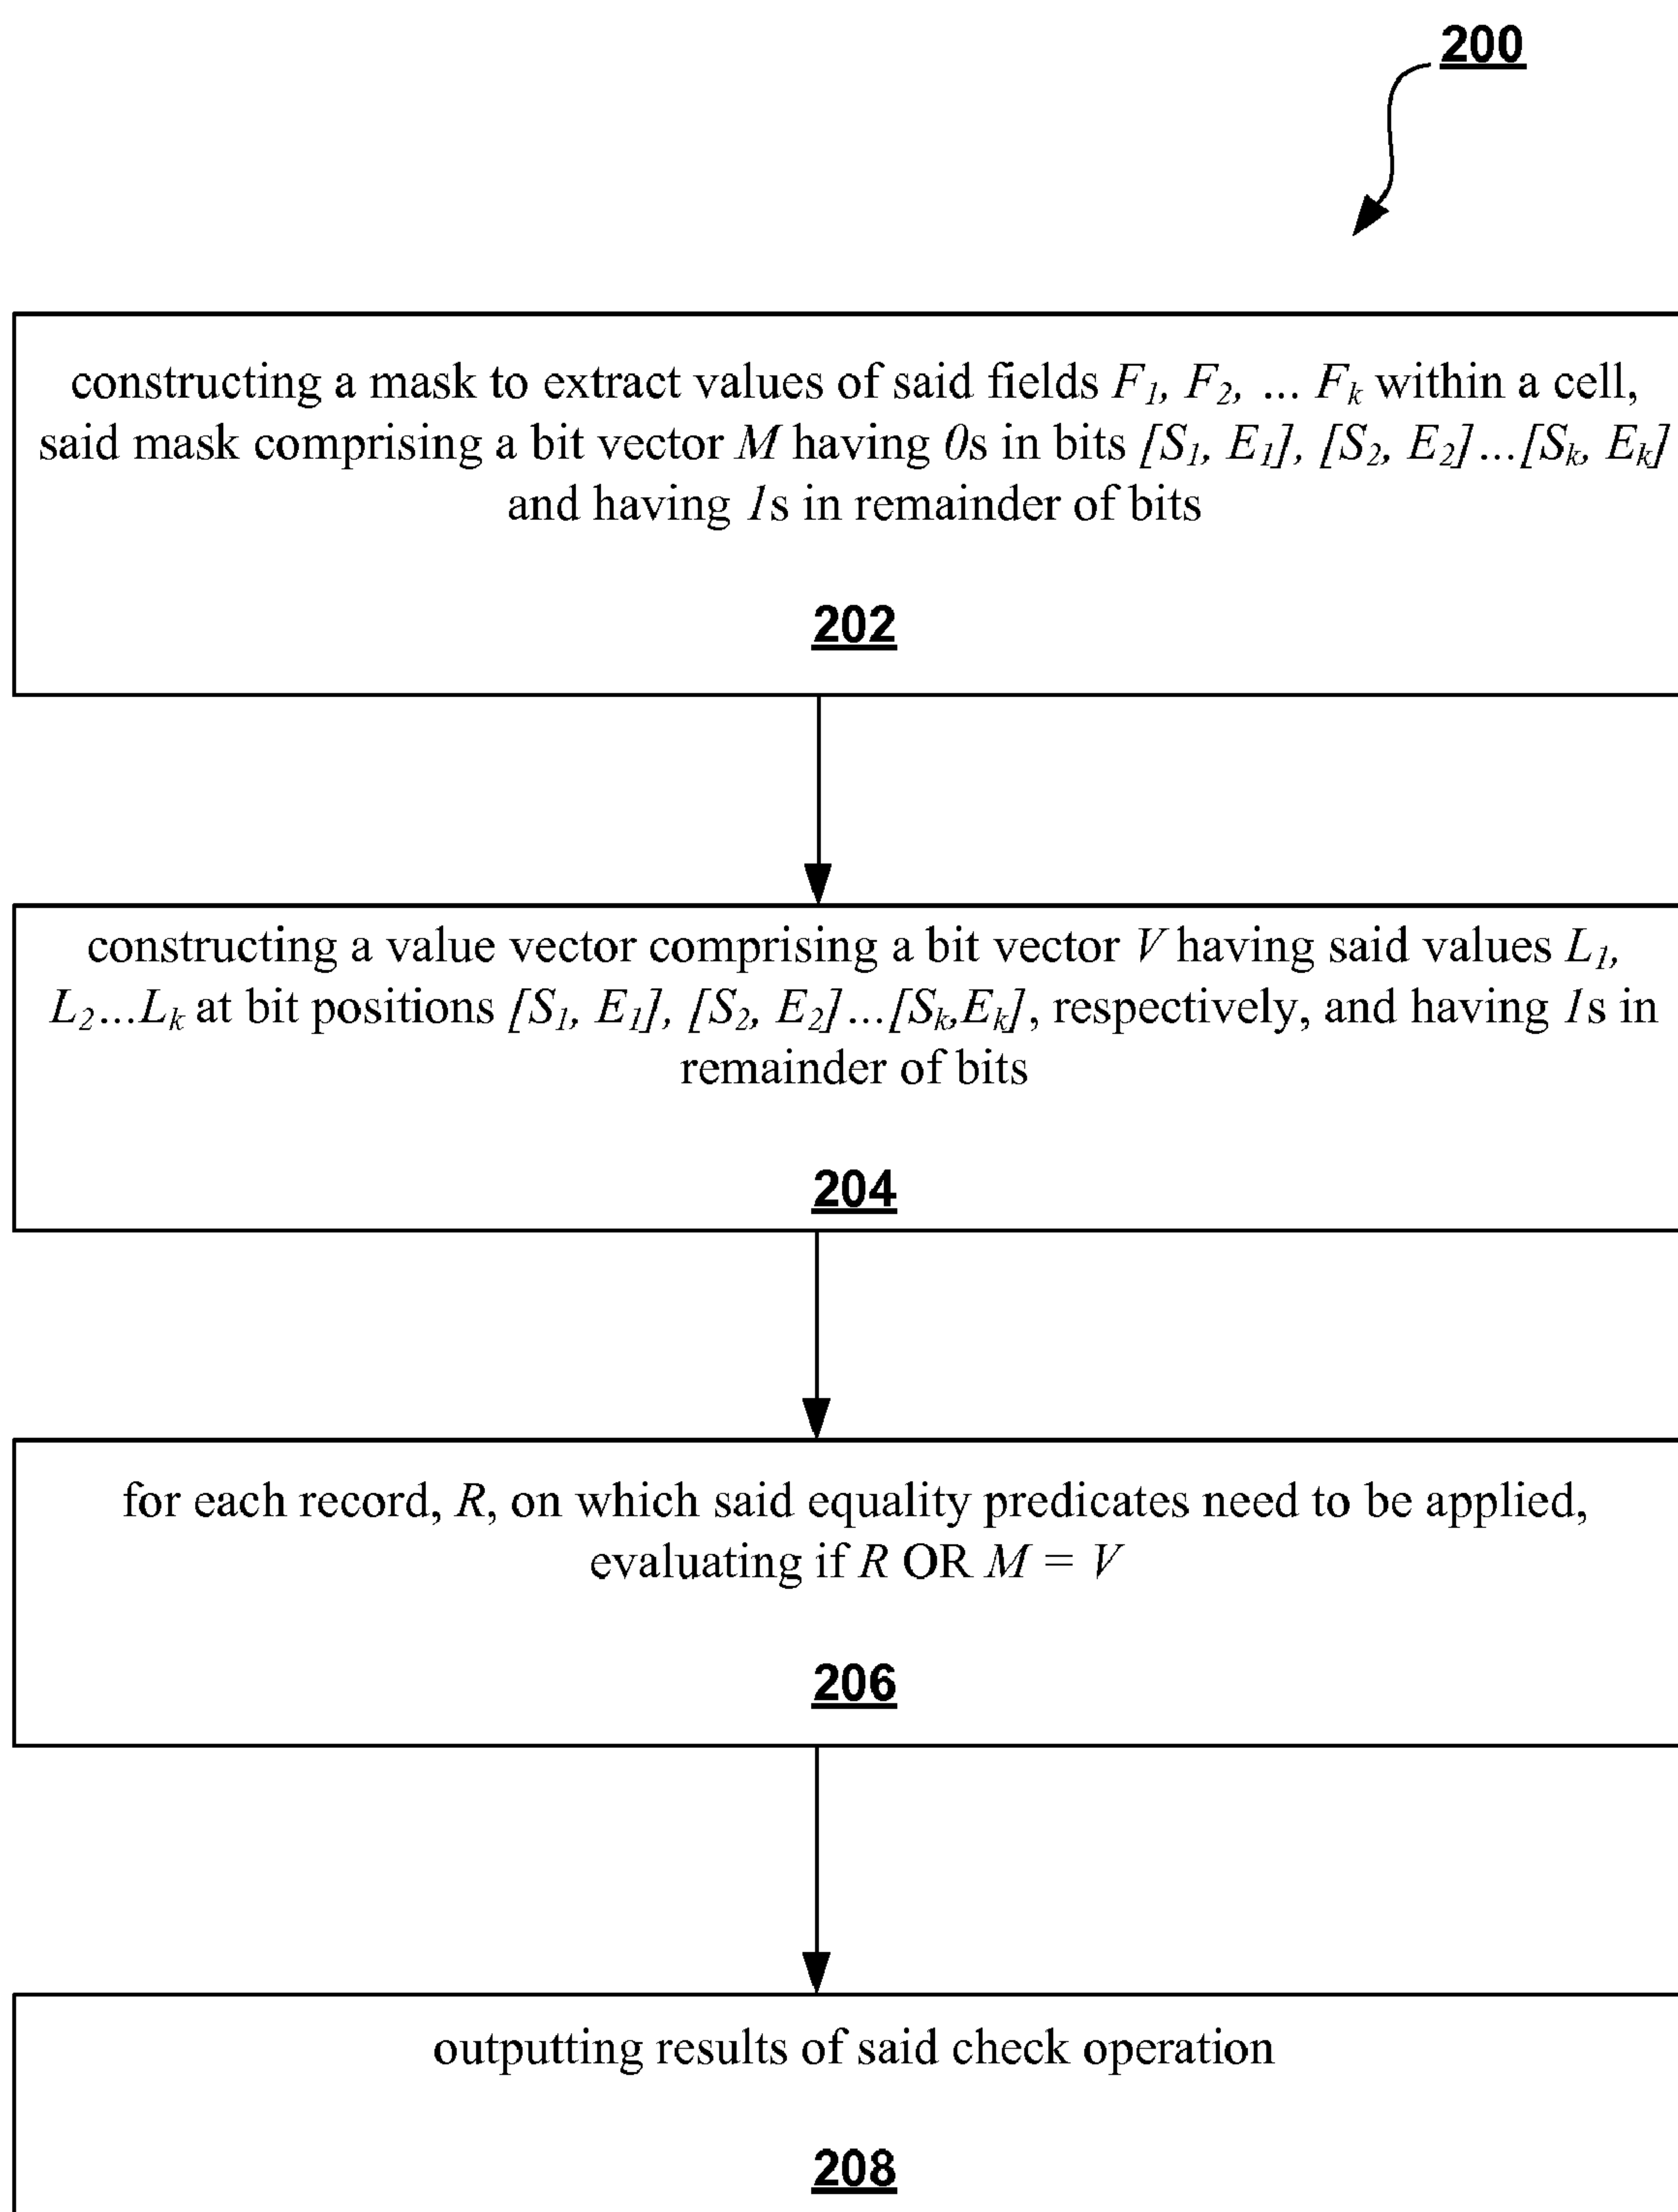 200
constructing a mask to extract values of said fields F₁, F₂, ... Fₖ within a cell,
said mask comprising a bit vector M having 0s in bits [S₁, E₁], [S₂, E₂]...[Sₖ, Eₖ]
and having 1s in remainder of bits
202
constructing a value vector comprising a bit vector V having said values L₁,
L₂...Lₖ at bit positions [S₁, E₁], [S₂, E₂]...[Sₖ,Eₖ], respectively, and having 1s in
remainder of bits
204
for each record, R, on which said equality predicates need to be applied,
evaluating if R OR M = V
206
outputting results of said check operation
208